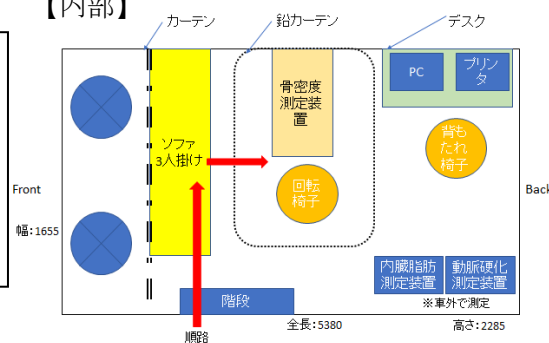 【内部】
カーテン
鉛カーテン
デスク
PC
プリン
タ
骨密度
測定装
置
ソファ
3人掛け
背も
たれ
椅子
回転
椅子
Front
Back
幅:1655
内臓脂肪
測定装置
動脈硬化
測定装置
階段
※車外で測定
順路
全長:5380
高さ:2285